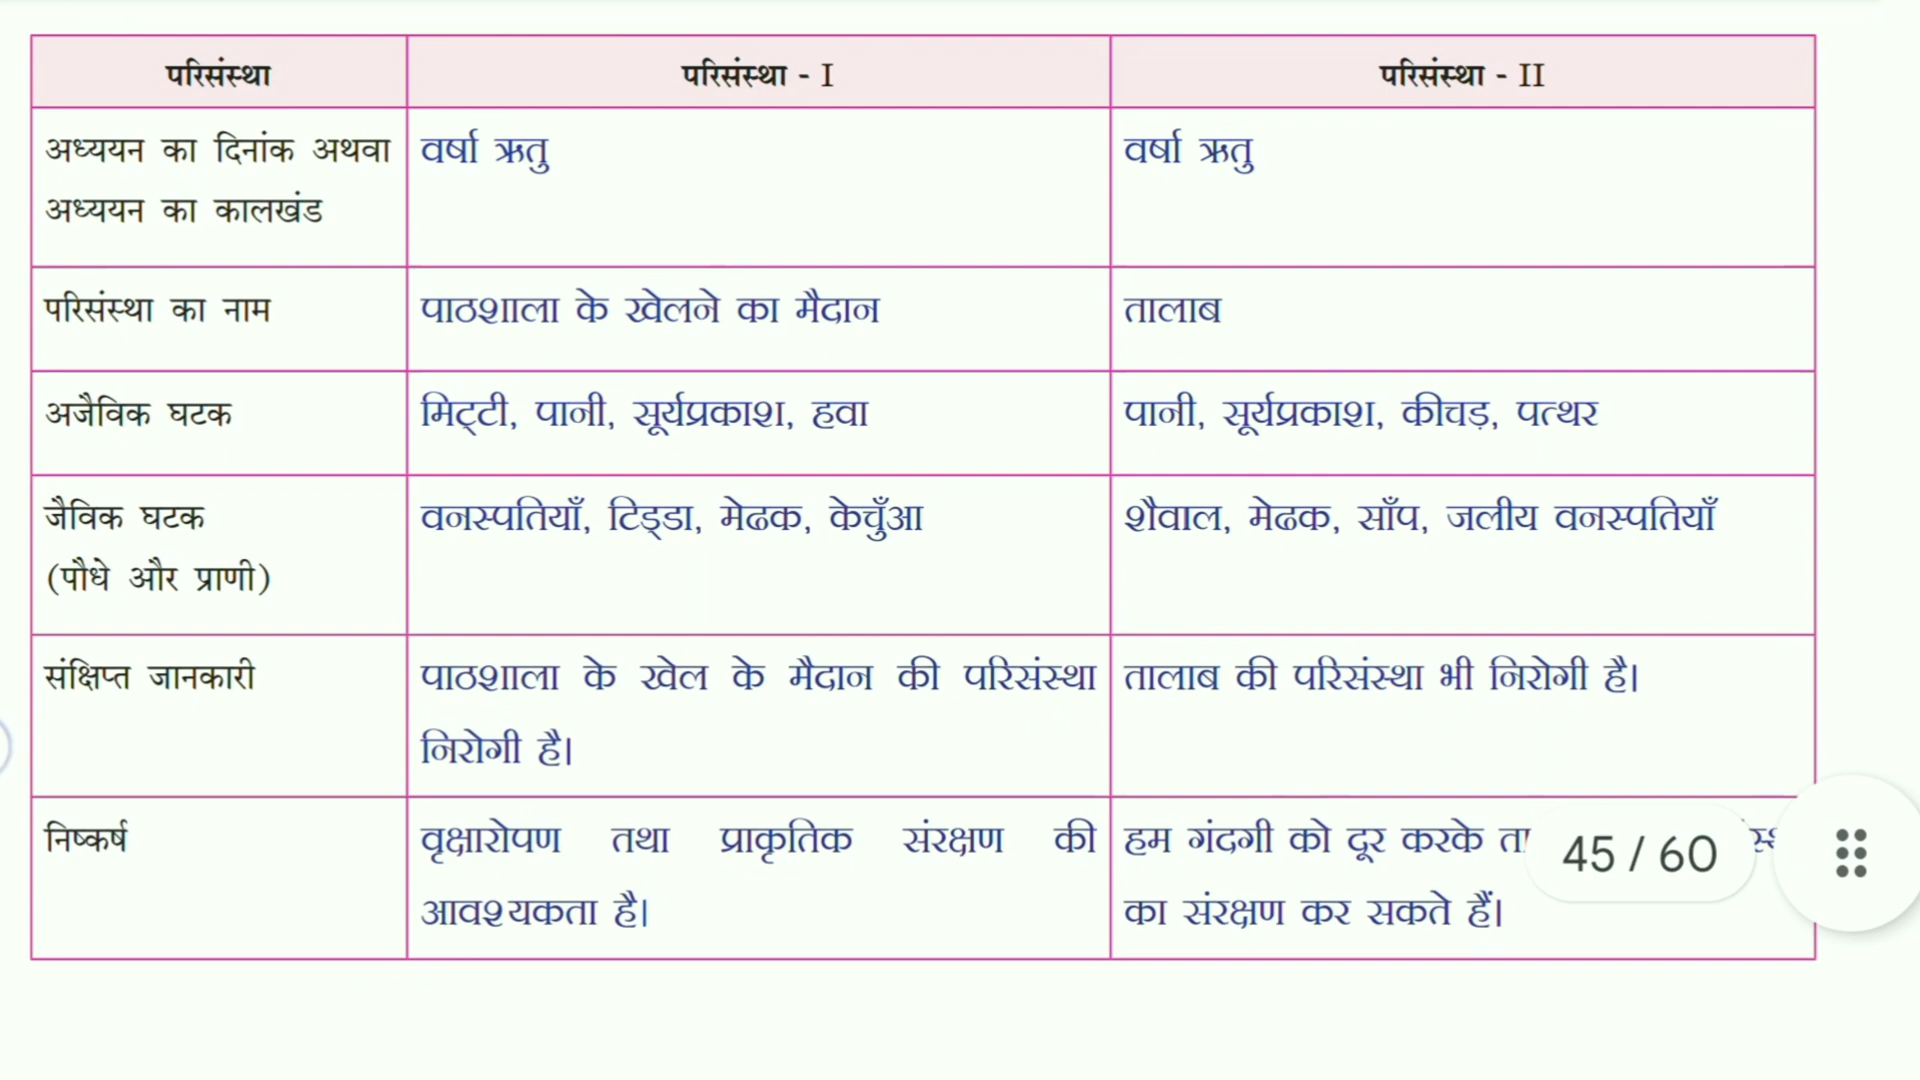 परिसंस्था
परिसंस्था - I
परिसंस्था - II
अध्ययन का दिनांक अथवा
अध्ययन का कालखंड
वर्षा ऋतु
वर्षा ऋतु
परिसंस्था का नाम
पाठशाला के खेलने का मैदान
तालाब
अजैविक घटक
मिट्टी, पानी, सूर्यप्रकाश, हवा
पानी, सूर्यप्रकाश, कीचड़, पत्थर
जैविक घटक
(पौधे और प्राणी)
वनस्पतियाँ, टिड्डा, मेढक, केचुँआ
शैवाल, मेढक, साँप, जलीय वनस्पतियाँ
संक्षिप्त जानकारी
पाठशाला के खेल के मैदान की परिसंस्था
निरोगी है।
तालाब की परिसंस्था भी निरोगी है।
निष्कर्ष
वृक्षारोपण तथा प्राकृतिक संरक्षण की
आवश्यकता है।
हम गंदगी को दूर करके
का संरक्षण कर सकते हैं।
45 / 60